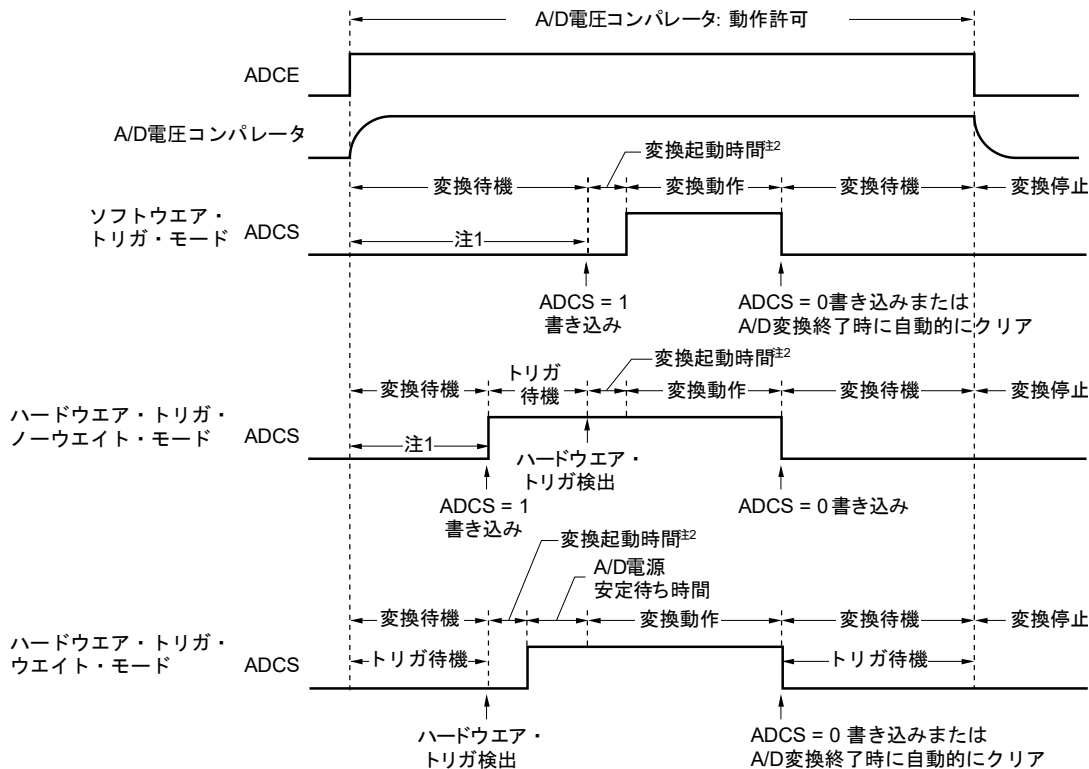 A/D電圧コンパレータ: 動作許可
ADCE
A/D電圧コンパレータ
変換起動時間注2
変換待機 変換動作 変換待機 変換停止
ソフトウエア・
トリガ・モード ADCS
注1
ADCS = 1
書き込み
ADCS = 0書き込みまたは
A/D変換終了時に自動的にクリア
変換起動時間注2
変換待機 トリガ
待機 変換動作 変換待機 変換停止
ハードウエア・トリガ・
ノーウエイト・モード ADCS
注1
ハードウエア・
トリガ検出
ADCS = 1
書き込み
ADCS = 0 書き込み
変換起動時間注2
A/D電源
安定待ち時間
変換待機 変換動作 変換待機 変換停止
ハードウエア・トリガ・
ウエイト・モード ADCS
トリガ待機 トリガ待機
ハードウエア・
トリガ検出
ADCS = 0 書き込みまたは
A/D変換終了時に自動的にクリア